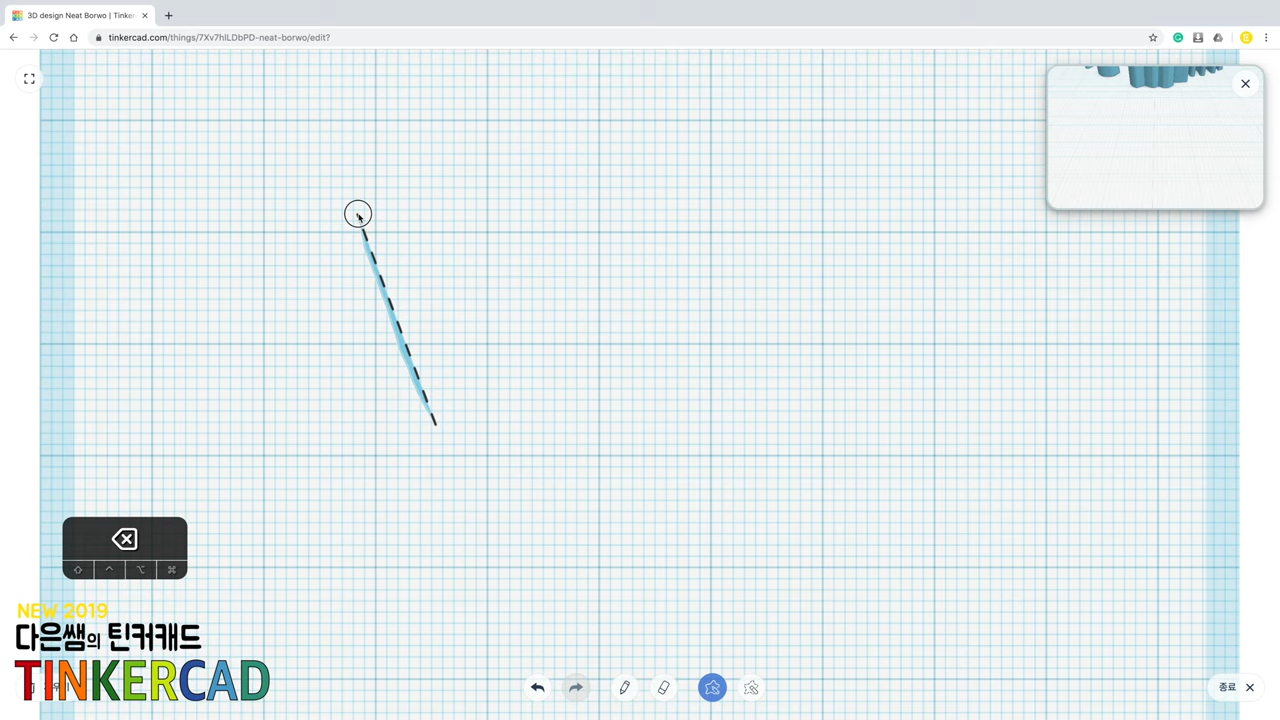 3D design Neat Borwo | Tinker
tinkercad.com/things/7Xv7hlLDbPD-neat-borwo/edit?
E
NEW 2019
다은쌤의 틴커캐드
TINKERCAD
종료